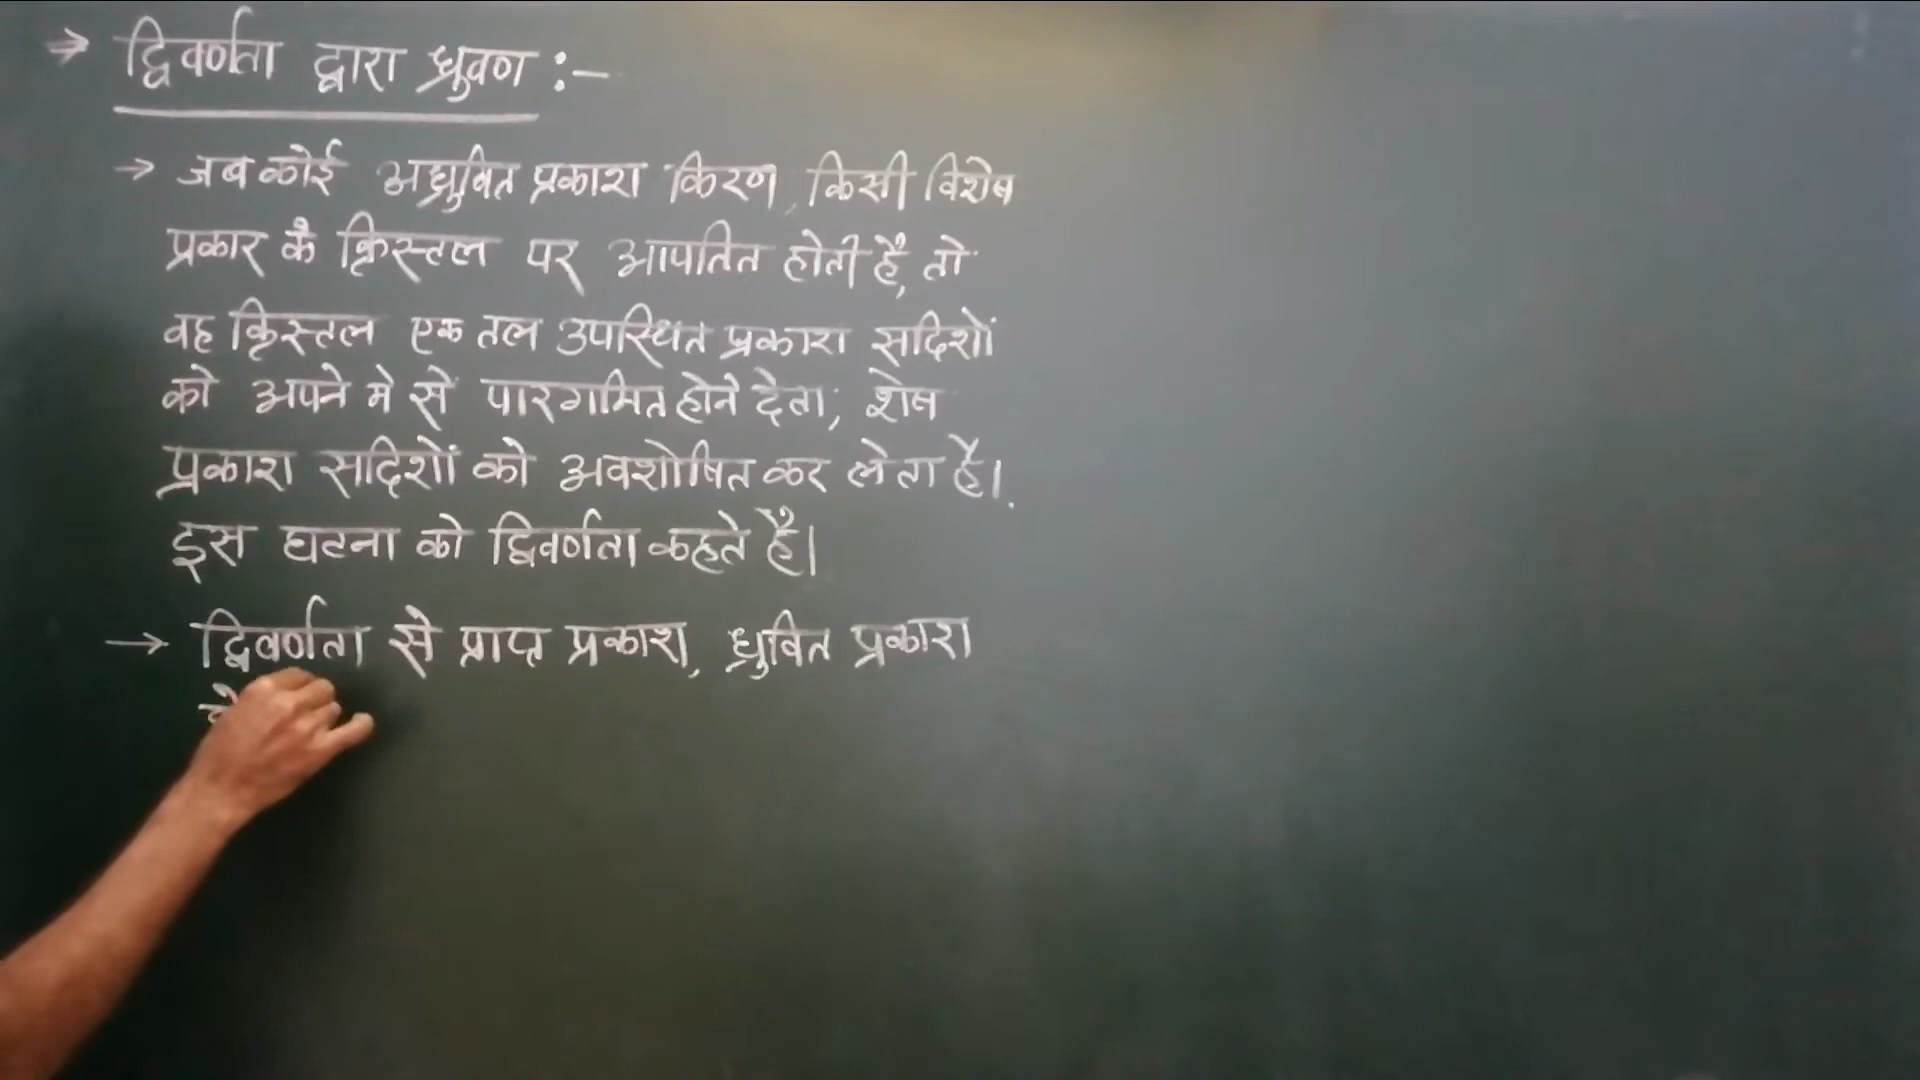 → द्विवर्णता द्वारा ध्रुवण :-
→ जब कोई अध्रुवित प्रकाश किरण, किसी विशेष
प्रकार के क्रिस्टल पर आपतित होती है, तो
वह क्रिस्टल एक तल उपस्थित प्रकाश सदिशों
को अपने मे से पारगमित होने देता, शेष
प्रकाश सदिशों को अवशोषित कर लेता है।
इस घटना को द्विवर्णता कहते हैं।
→ द्विवर्णता से प्राप्त प्रकाश, ध्रुवित प्रकाश